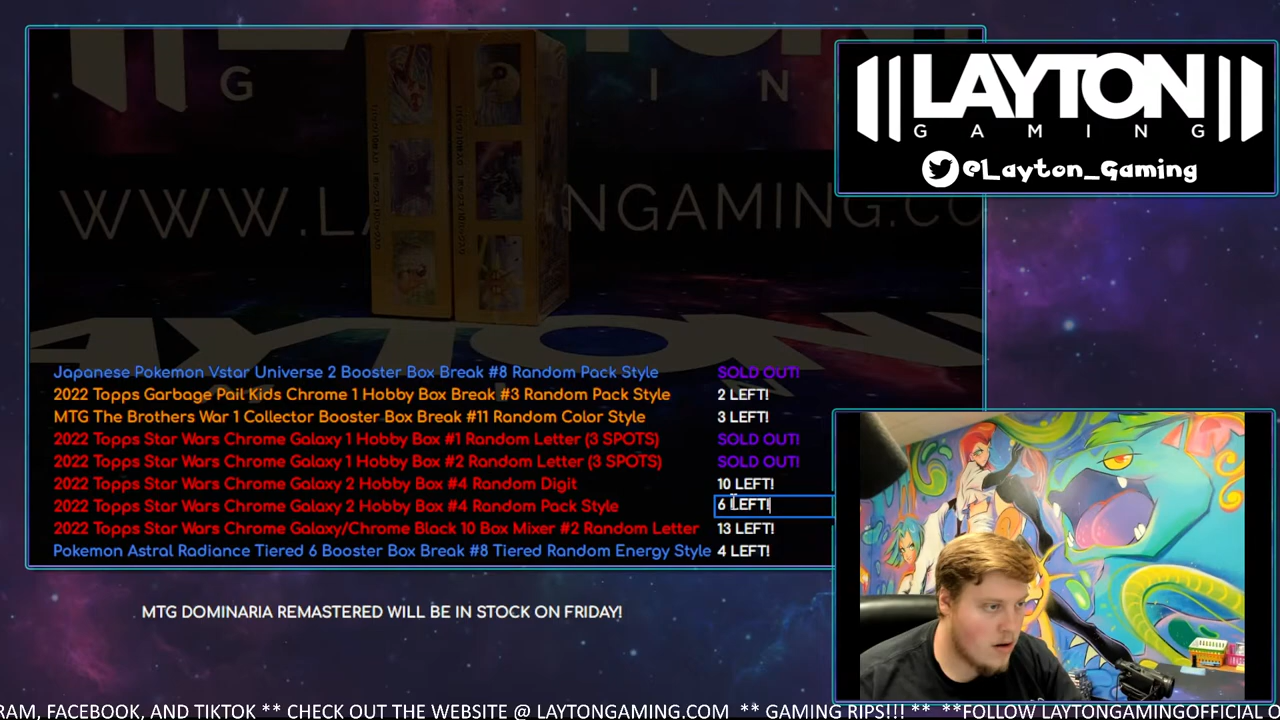 LAYTON
GAMING
@Layton_Gaming
G I N
WWW.LA NGAMING.CO
LAYTON
Japanese Pokemon Vstar Universe 2 Booster Box Break #8 Random Pack Style SOLD OUT!
2022 Topps Garbage Pail Kids Chrome 1 Hobby Box Break #3 Random Pack Style 2 LEFT!
MTG The Brothers War 1 Collector Booster Box Break #11 Random Color Style 3 LEFT!
2022 Topps Star Wars Chrome Galaxy 1 Hobby Box #1 Random Letter (3 SPOTS) SOLD OUT!
2022 Topps Star Wars Chrome Galaxy 1 Hobby Box #2 Random Letter (3 SPOTS) SOLD OUT!
2022 Topps Star Wars Chrome Galaxy 2 Hobby Box #4 Random Digit 10 LEFT!
2022 Topps Star Wars Chrome Galaxy 2 Hobby Box #4 Random Pack Style 6 LEFT!
2022 Topps Star Wars Chrome Galaxy/Chrome Black 10 Box Mixer #2 Random Letter 13 LEFT!
Pokemon Astral Radiance Tiered 6 Booster Box Break #8 Tiered Random Energy Style 4 LEFT!
MTG DOMINARIA REMASTERED WILL BE IN STOCK ON FRIDAY!
RAM, FACEBOOK, AND TIKTOK ** CHECK OUT THE WEBSITE @ LAYTONGAMING.COM ** GAMING RIPS!!! ** **FOLLOW LAYTONGAMINGOFFICIAL O